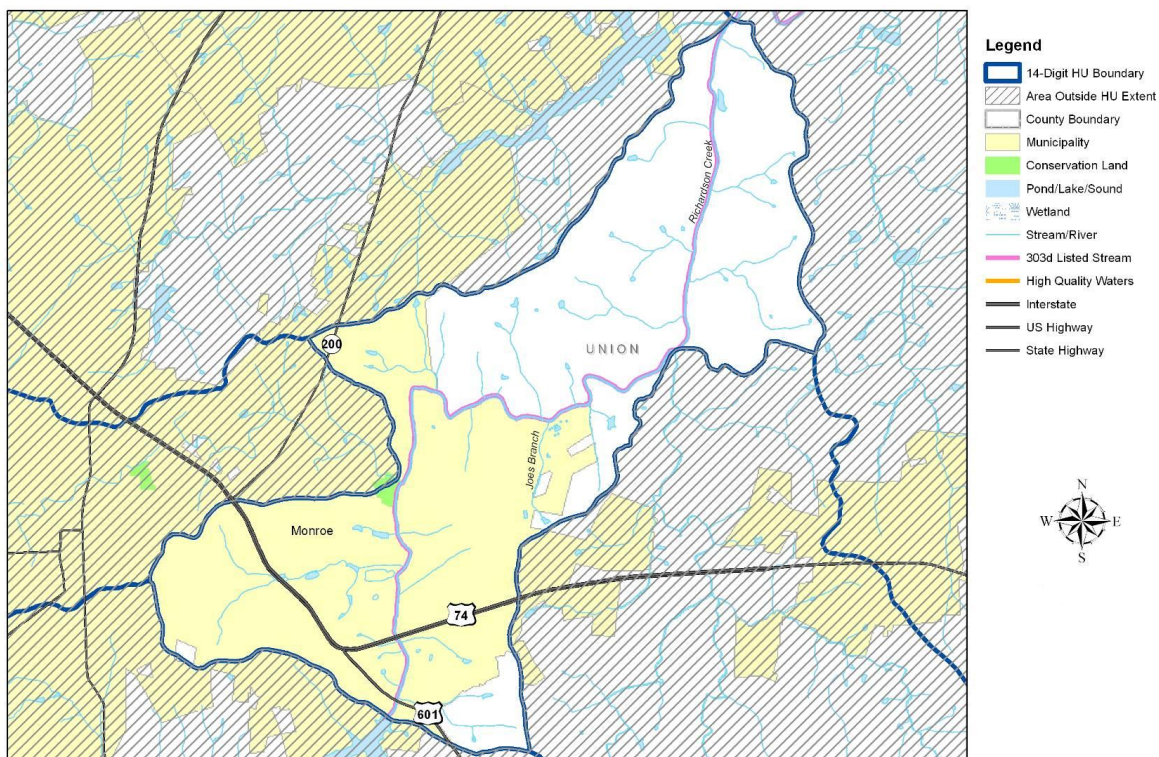 Richardson Creek
200
UNION
Joes Branch
Monroe
74
601
Legend
14-Digit HU Boundary
Area Outside HU Extent
County Boundary
Municipality
Conservation Land
Pond/Lake/Sound
Wetland
Stream/River
303d Listed Stream
High Quality Waters
Interstate
US Highway
State Highway
N
W
E
S